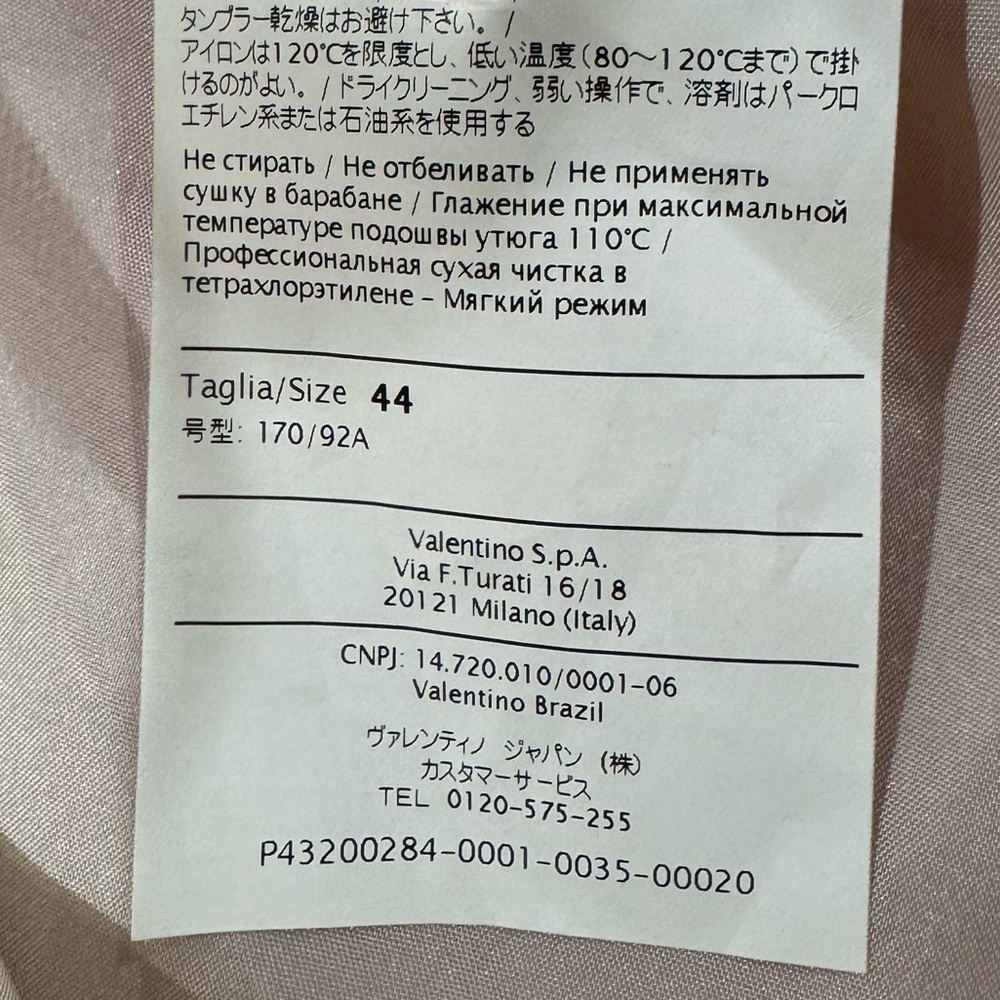 タンブラー乾燥はお避け下さい。 /
アイロンは120℃を限度とし、低い温度(80～120℃まで)で掛
けるのがよい。 / ドライクリーニング、弱い操作で、溶剤はパークロ
エチレン系または石油系を使用する
Не стирать / Не отбеливать / Не применять
сушку в барабане / Глажение при максимальной
температуре подошвы утюга 110℃ /
Профессиональная сухая чистка в
тетрахлорэтилене – Мягкий режим
Taglia/Size 44
号型: 170/92A
Valentino S.p.A.
Via F.Turati 16/18
20121 Milano (Italy)
CNPJ: 14.720.010/0001-06
Valentino Brazil
ヴァレンティノ ジャパン (株)
カスタマーサービス
TEL 0120-575-255
P43200284-0001-0035-00020